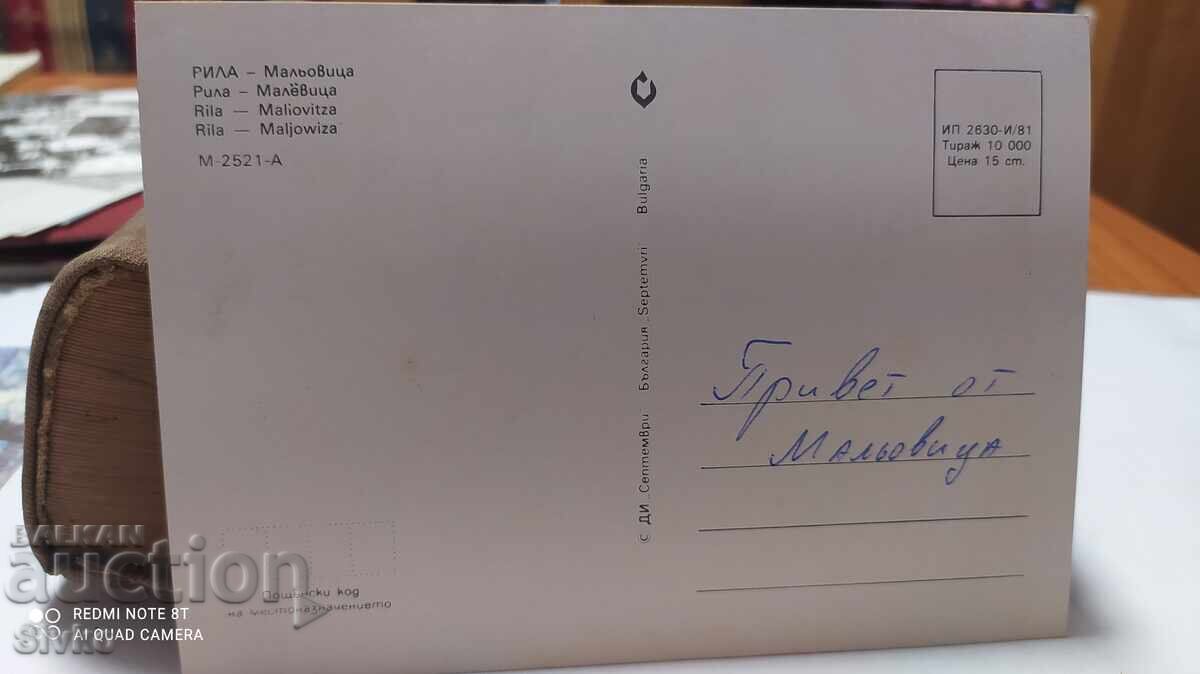 РИЛА – Мальовица
Рила – Малёвица
Rila — Maliovitza
Rila — Maljowiza
М-2521-А
ИП 2630-И/81
Тираж 10 000
Цена 15 ст.
© ДИ „Септември" България „Septemvri" Bulgaria
Привет от
Мальовица
Пощенски код
на местоназначението
BALKAN
auction
REDMI NOTE 8T
AI QUAD CAMERA
Sivko